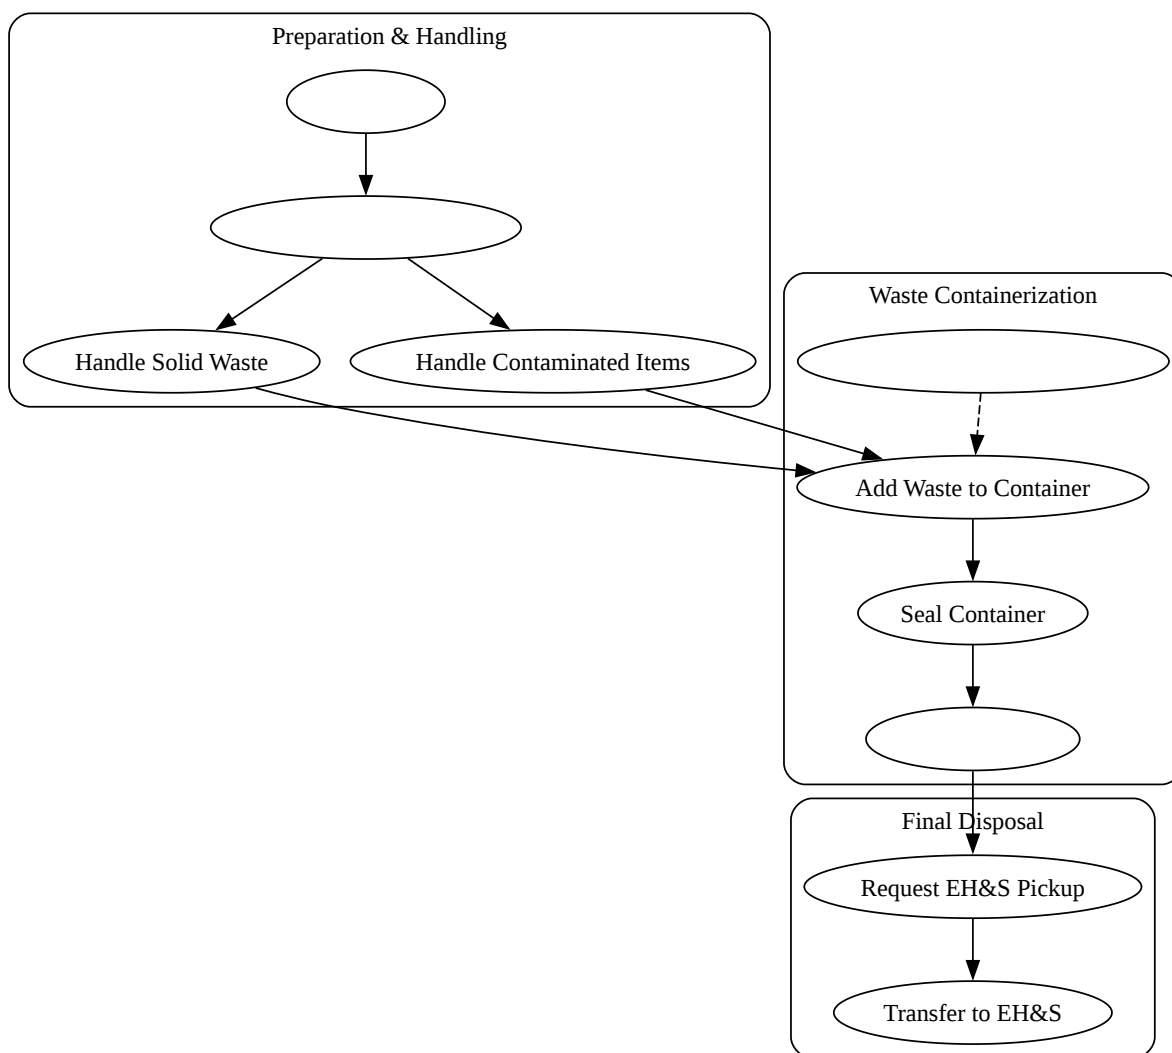 Preparation & Handling
Handle Solid Waste
Handle Contaminated Items
Waste Containerization
Add Waste to Container
Seal Container
Final Disposal
Request EH&S Pickup
Transfer to EH&S